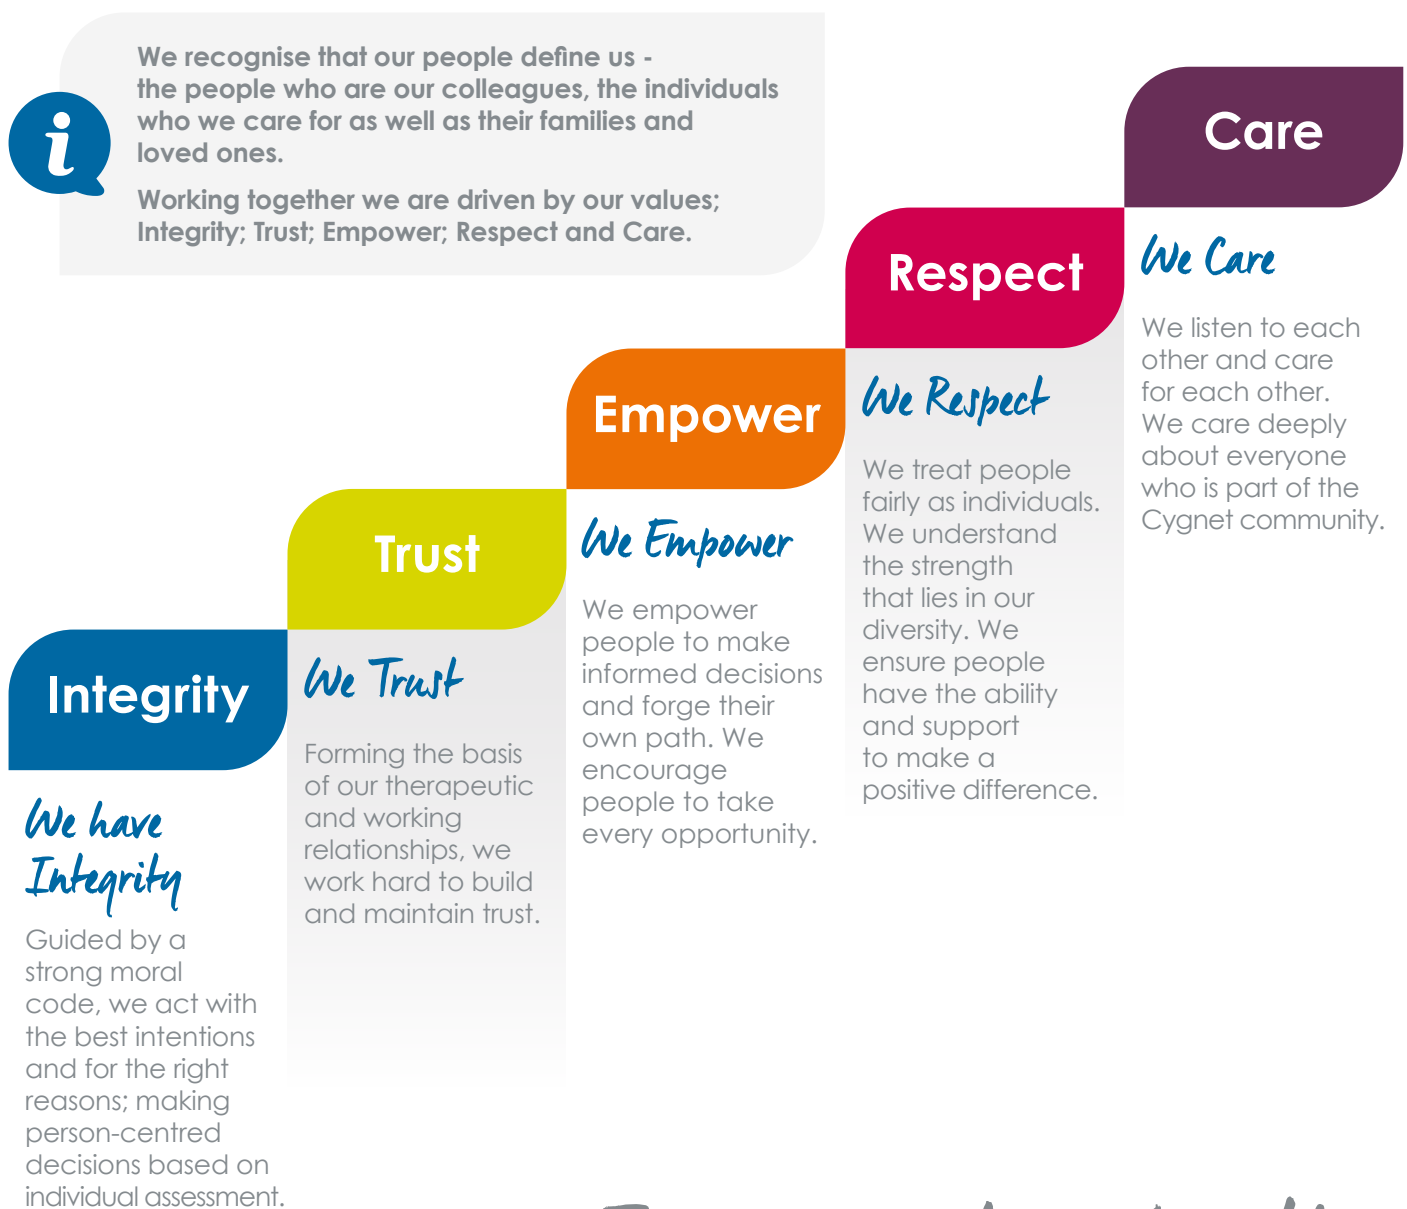 We recognise that our people define us -
the people who are our colleagues, the individuals
who we care for as well as their families and
loved ones.
Working together we are driven by our values;
Integrity; Trust; Empower; Respect and Care.
Care
We Care
We listen to each
other and care
for each other.
We care deeply
about everyone
who is part of the
Cygnet community.
Respect
We Respect
We treat people
fairly as individuals.
We understand
the strength
that lies in our
diversity. We
ensure people
have the ability
and support
to make a
positive difference.
Empower
We Empower
We empower
people to make
informed decisions
and forge their
own path. We
encourage
people to take
every opportunity.
Trust
We Trust
Forming the basis
of our therapeutic
and working
relationships, we
work hard to build
and maintain trust.
Integrity
We have
Integrity
Guided by a
strong moral
code, we act with
the best intentions
and for the right
reasons; making
person-centred
decisions based on
individual assessment.